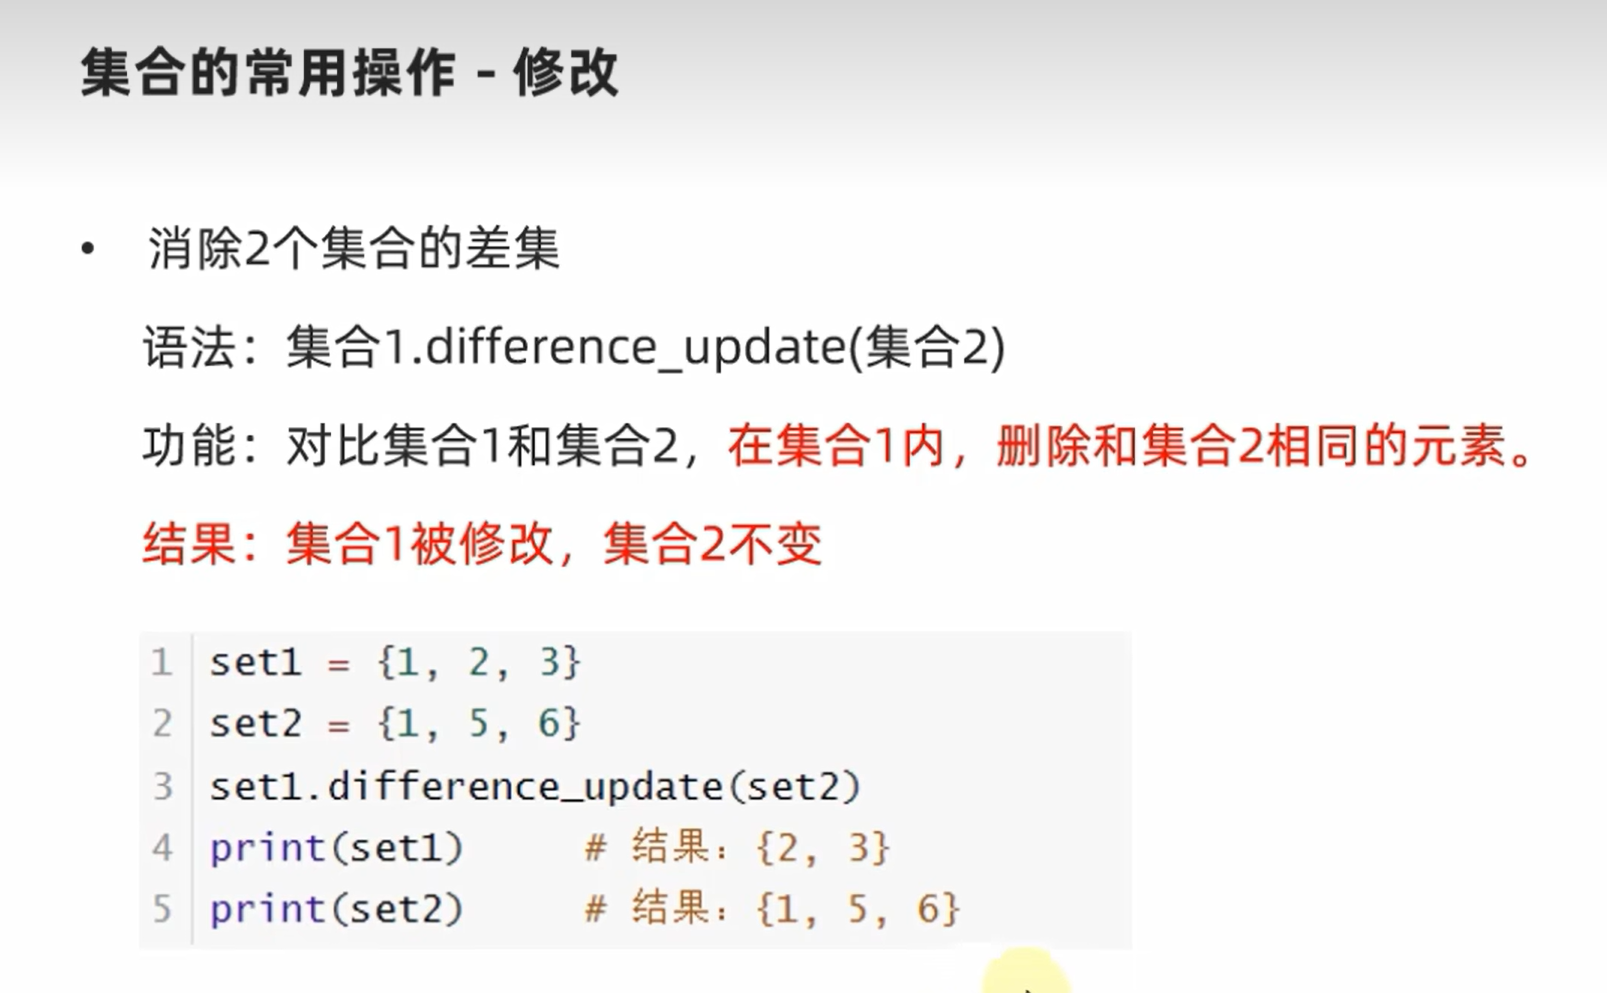 集合的常用操作 - 修改
• 消除2个集合的差集
语法：集合1.difference_update(集合2)
功能：对比集合1和集合2，在集合1内，删除和集合2相同的元素。
结果：集合1被修改，集合2不变
1 set1 = {1, 2, 3}
2 set2 = {1, 5, 6}
3 set1.difference_update(set2)
4 print(set1) # 结果：{2, 3}
5 print(set2) # 结果：{1, 5, 6}